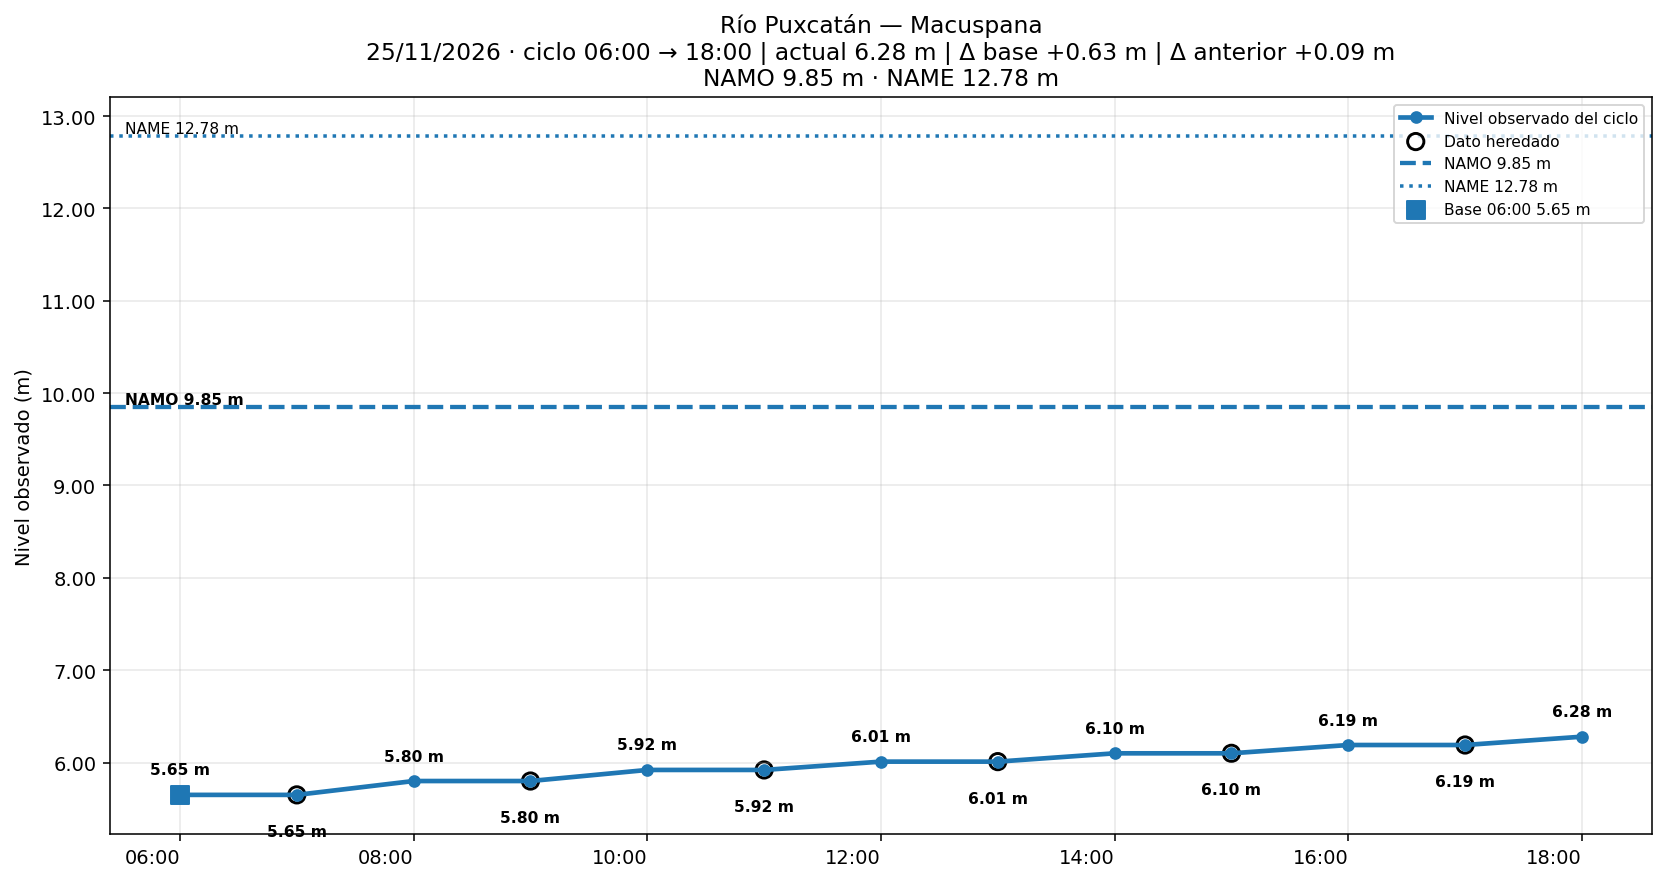 Río Puxcatán — Macuspana
25/11/2026 · ciclo 06:00 → 18:00 | actual 6.28 m | Δ base +0.63 m | Δ anterior +0.09 m
NAMO 9.85 m · NAME 12.78 m
Nivel observado (m)
13.00
12.00
11.00
10.00
9.00
8.00
7.00
6.00
NAME 12.78 m
NAMO 9.85 m
Nivel observado del ciclo
Dato heredado
NAMO 9.85 m
NAME 12.78 m
Base 06:00 5.65 m
5.65 m
5.65 m
5.80 m
5.80 m
5.92 m
5.92 m
6.01 m
6.01 m
6.10 m
6.10 m
6.19 m
6.19 m
6.28 m
06:00
08:00
10:00
12:00
14:00
16:00
18:00